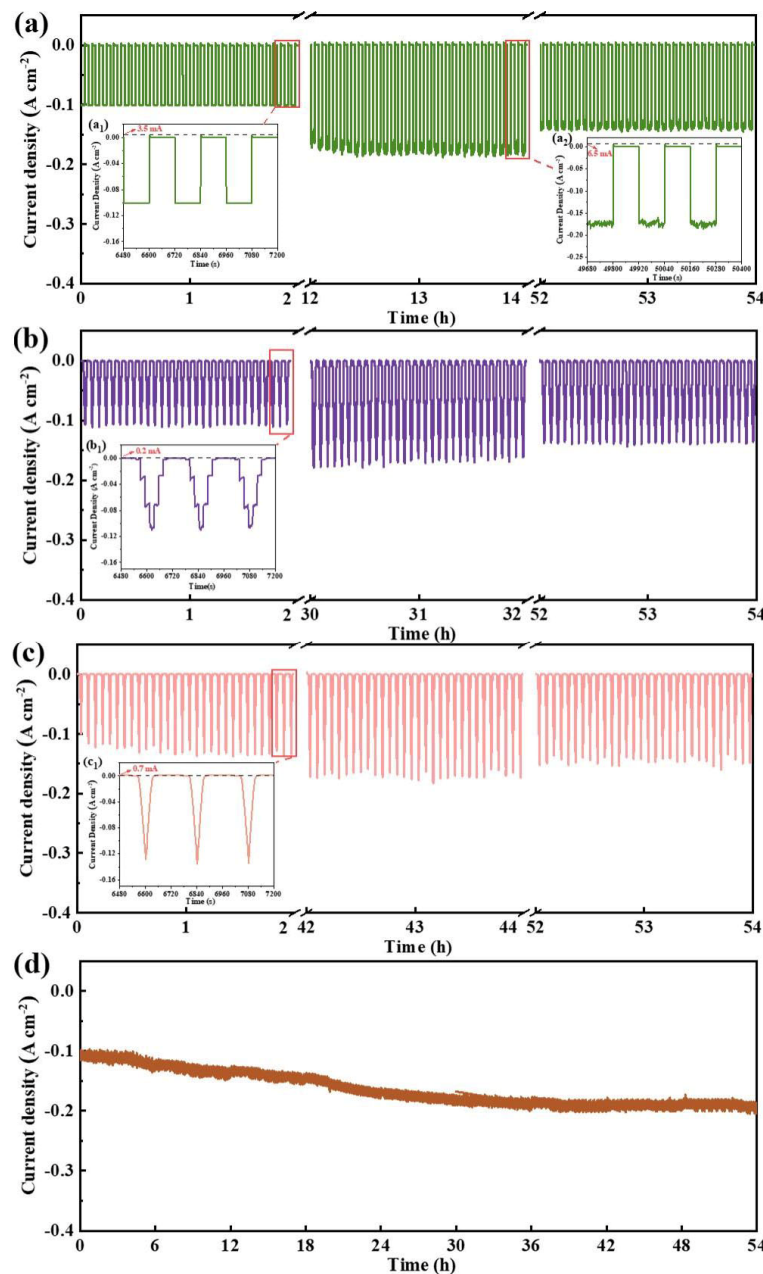 (a)
Current density (A cm-2)
0.0
-0.1
-0.2
-0.3
-0.4
0 1 2 12 13 14 52 53 54
Time (h)
(a1)
3.5 mA
Current Density (A cm-2)
0.00
-0.04
-0.08
-0.12
-0.16
6480 6600 6720 6840 6960 7080 7200
Time (s)
(a2)
6.5 mA
Current Density (A cm-2)
0.00
-0.05
-0.10
-0.15
-0.20
-0.25
49680 49800 49920 50040 50160 50280 50400
Time (s)
(b)
Current density (A cm-2)
0.0
-0.1
-0.2
-0.3
-0.4
0 1 2 30 31 32 52 53 54
Time (h)
(b1)
0.2 mA
Current Density (A cm-2)
0.00
-0.04
-0.08
-0.12
-0.16
6480 6600 6720 6840 6960 7080 7200
Time(s)
(c)
Current density (A cm-2)
0.0
-0.1
-0.2
-0.3
-0.4
0 1 2 42 43 44 52 53 54
Time (h)
(c1)
0.7 mA
Current Density (A cm-2)
0.00
-0.04
-0.08
-0.12
-0.16
6480 6600 6720 6840 6960 7080 7200
Time (s)
(d)
Current density (A cm-2)
0.0
-0.1
-0.2
-0.3
-0.4
0 6 12 18 24 30 36 42 48 54
Time (h)